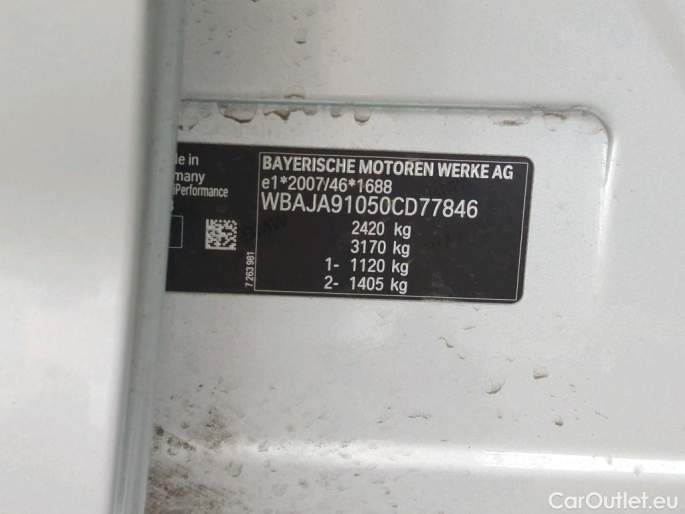 de in
rmany
Performance
7 263 981
BAYERISCHE MOTOREN WERKE AG
e1*2007/46*1688
WBAJA91050CD77846
2420 kg
3170 kg
1- 1120 kg
2- 1405 kg
CarOutlet.eu